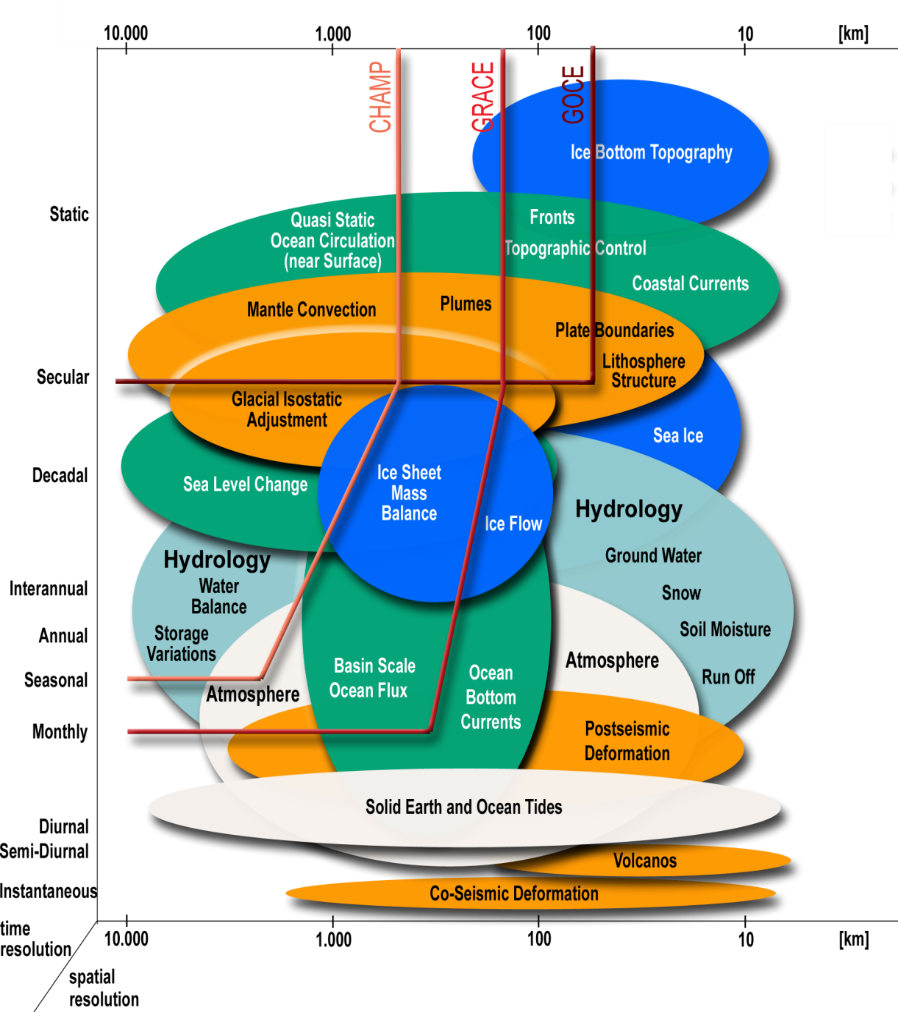 10.000 1.000 100 10 [km]
CHAMP
GRACE
GOCE
Ice Bottom Topography
Static
Quasi Static
Ocean Circulation
(near Surface)
Fronts
Topographic Control
Coastal Currents
Mantle Convection
Plumes
Plate Boundaries
Lithosphere
Structure
Secular
Glacial Isostatic
Adjustment
Sea Ice
Decadal
Sea Level Change
Ice Sheet
Mass
Balance
Ice Flow
Hydrology
Ground Water
Snow
Soil Moisture
Run Off
Hydrology
Water
Balance
Storage
Variations
Interannual
Annual
Seasonal
Atmosphere
Basin Scale
Ocean Flux
Ocean
Bottom
Currents
Atmosphere
Monthly
Postseismic
Deformation
Solid Earth and Ocean Tides
Diurnal
Semi-Diurnal
Volcanos
Instantaneous
Co-Seismic Deformation
time
resolution
10.000 1.000 100 10 [km]
spatial
resolution